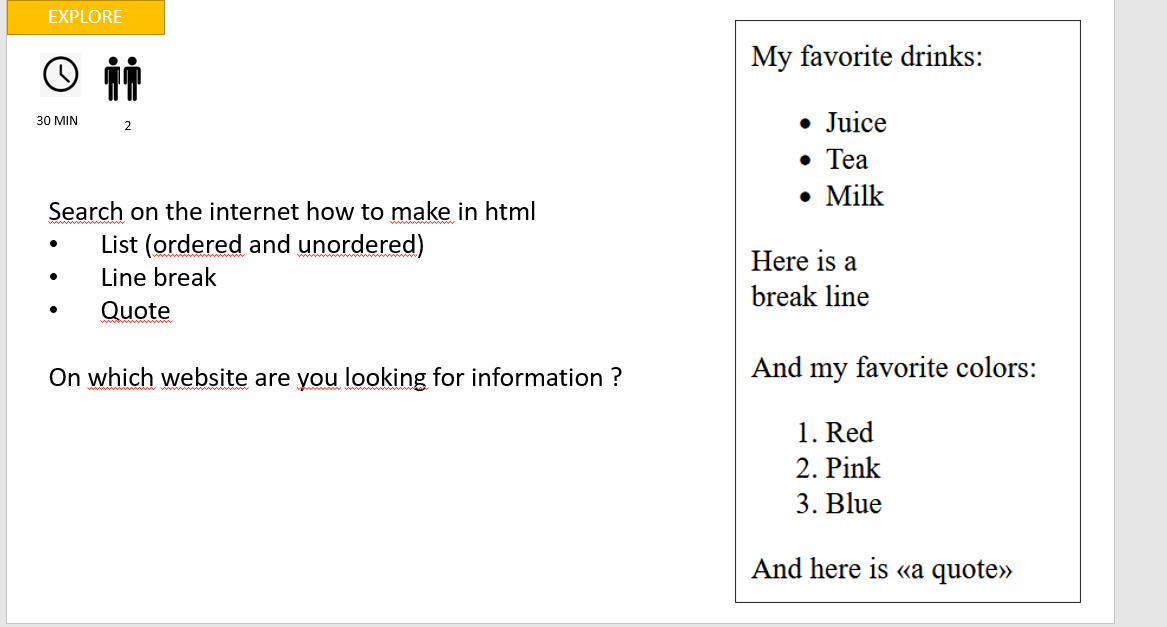 EXPLORE
30 MIN
2
Search on the internet how to make in html
• List (ordered and unordered)
• Line break
• Quote
On which website are you looking for information ?
My favorite drinks:
• Juice
• Tea
• Milk
Here is a
break line
And my favorite colors:
1. Red
2. Pink
3. Blue
And here is «a quote»